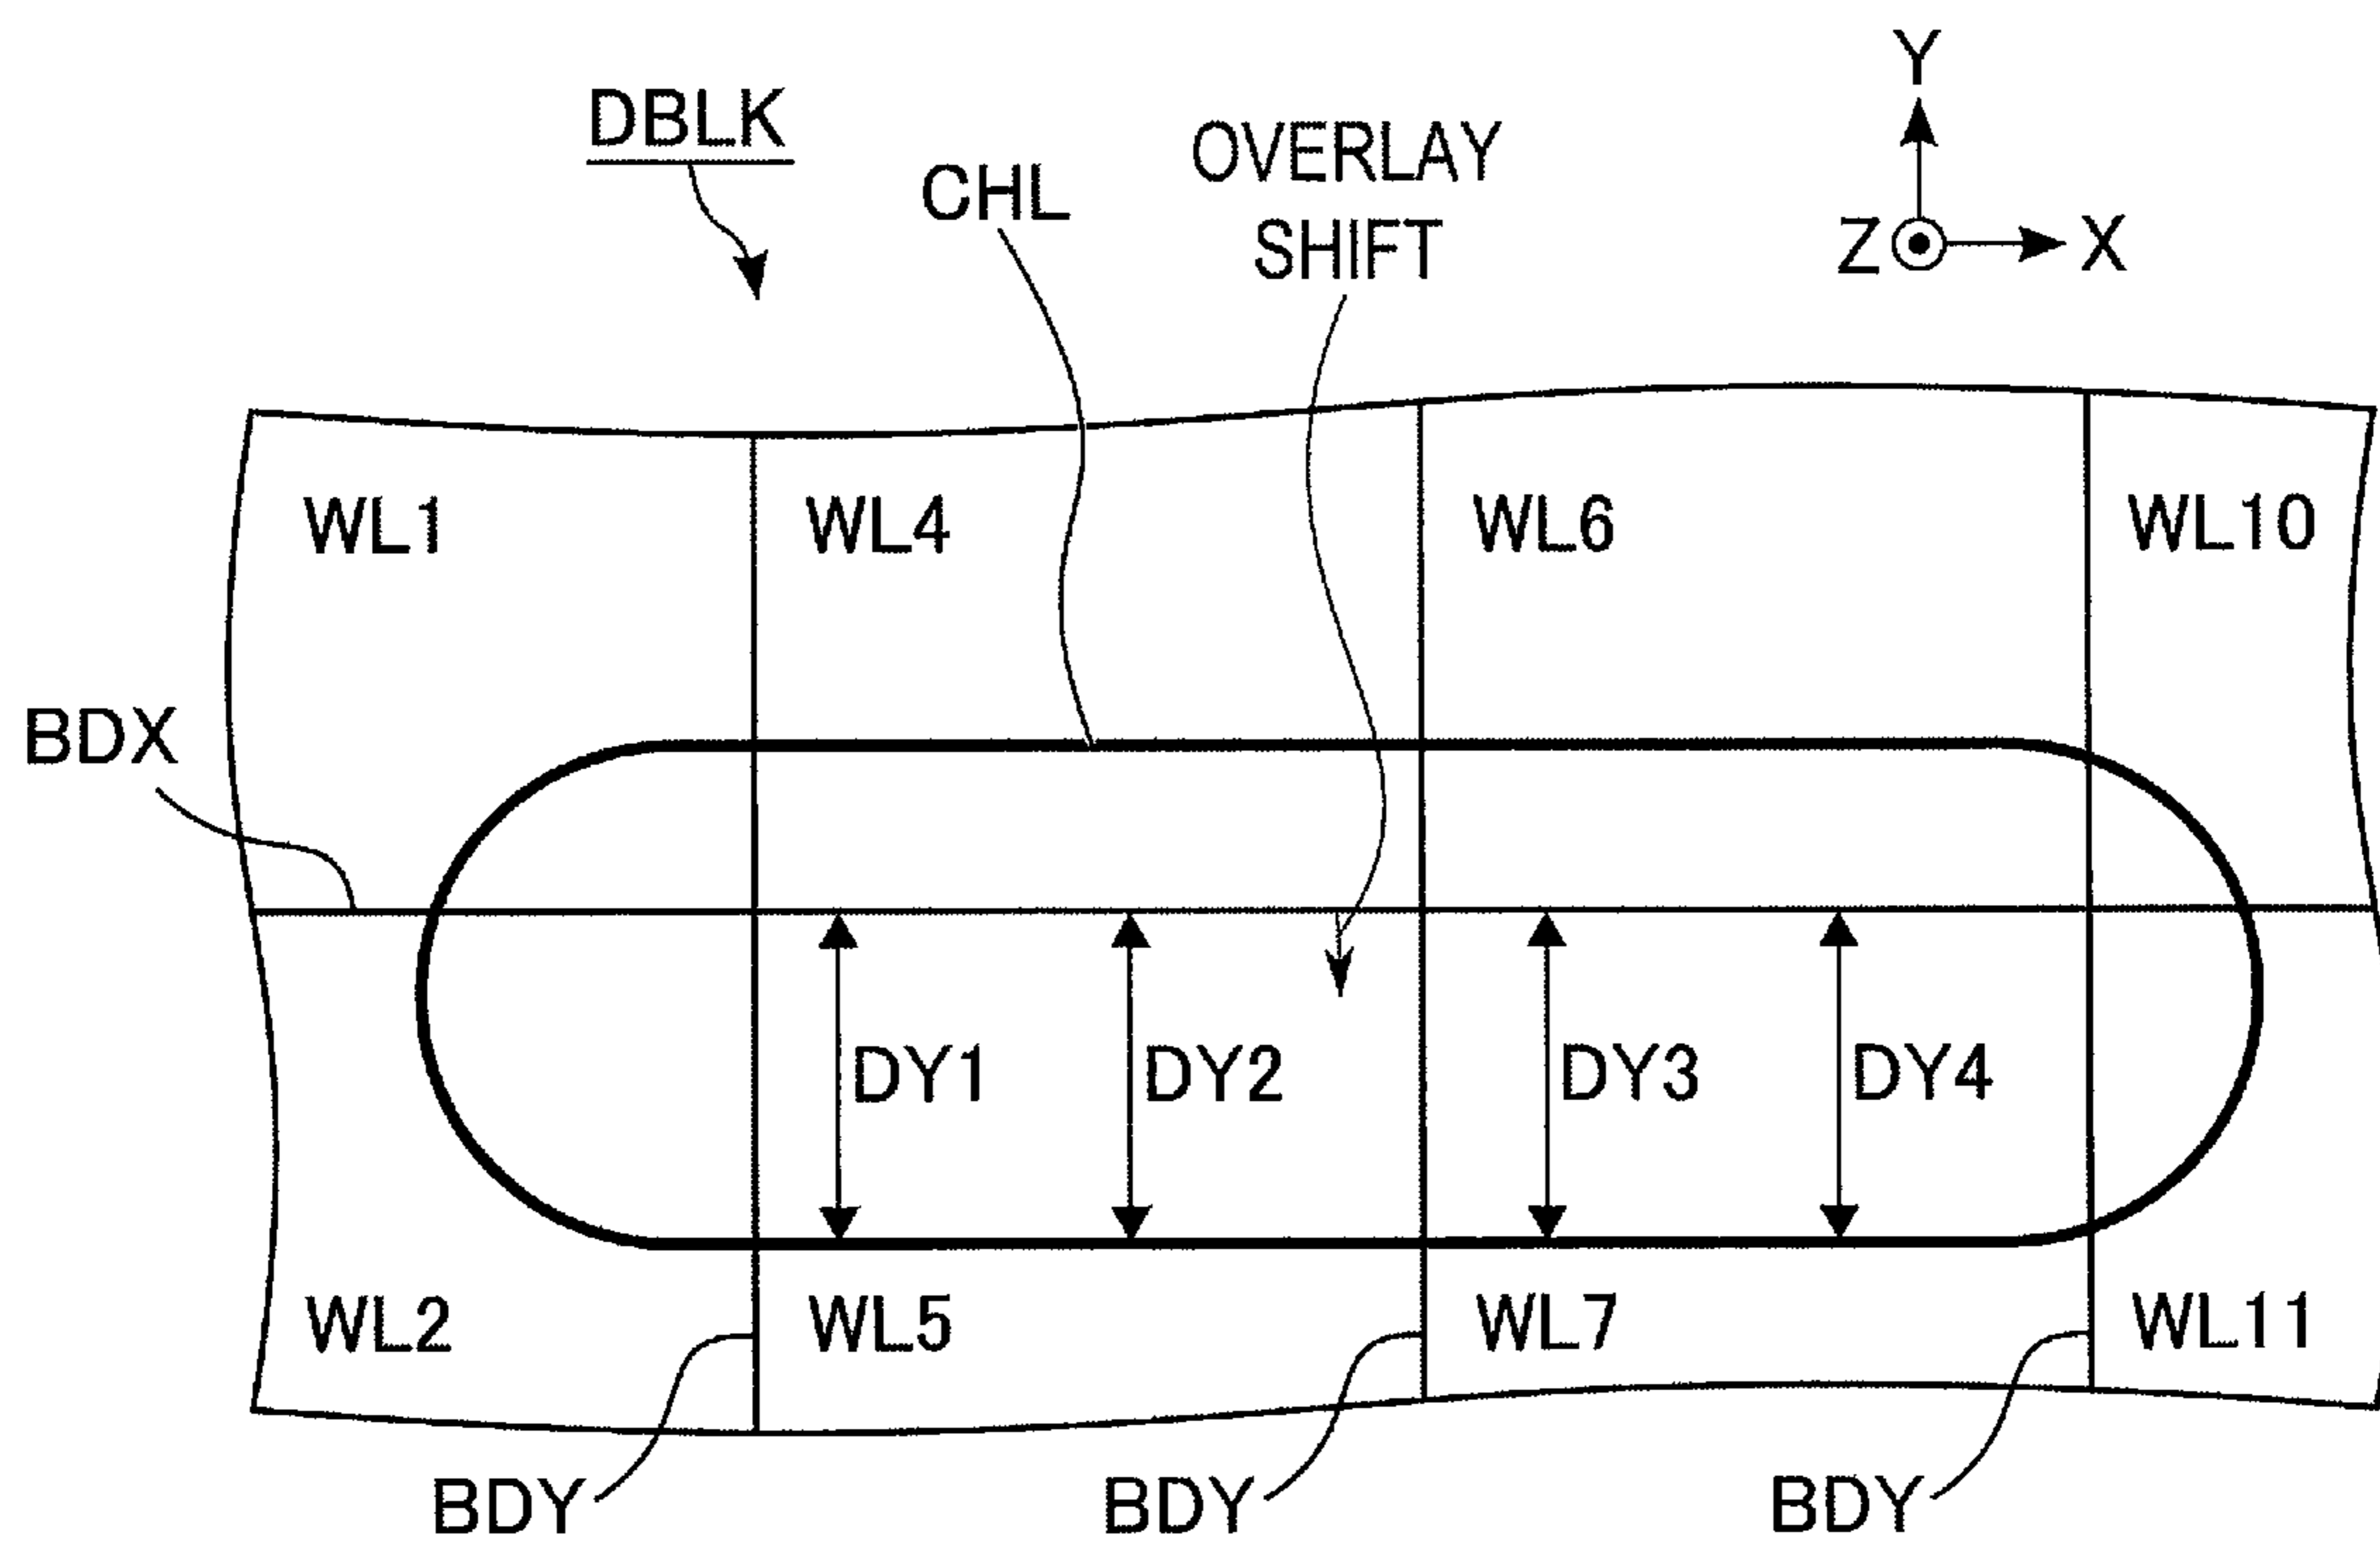 Y
DBLK
OVERLAY
CHL
SHIFT
Z X
WL1 WL4 WL6 WL10
BDX
DY1 DY2 DY3 DY4
WL2 WL5 WL7 WL11
BDY BDY BDY